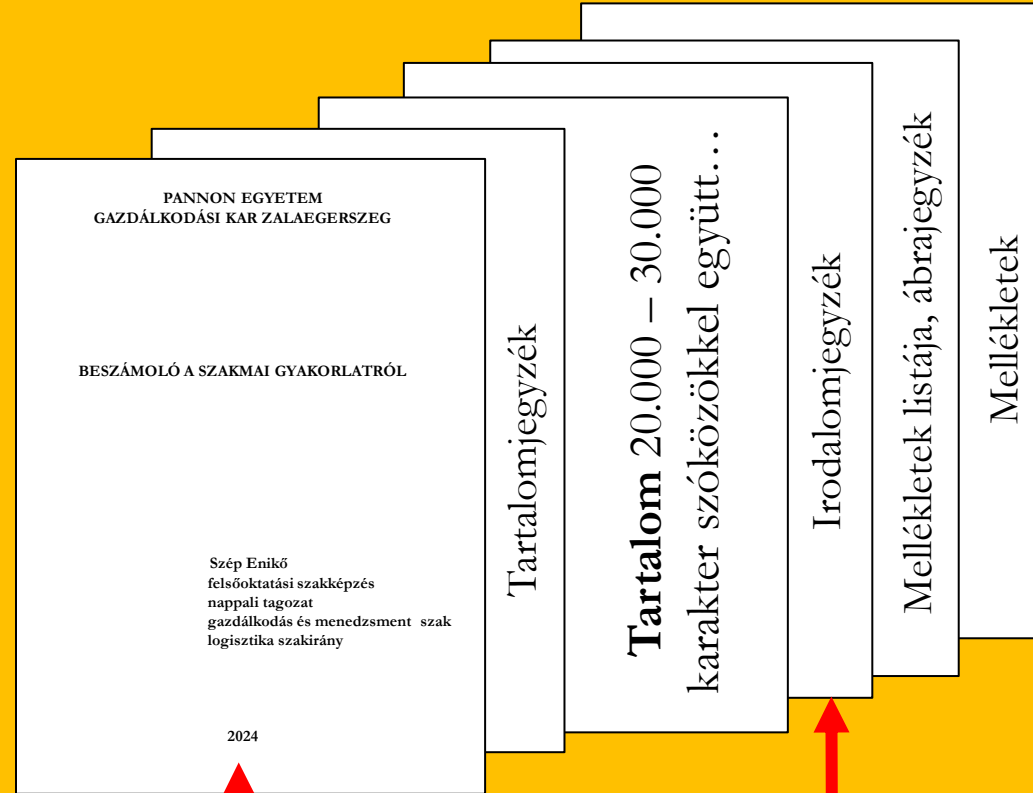 PANNON EGYETEM
GAZDÁLKODÁSI KAR ZALAEGERSZEG
BESZÁMOLÓ A SZAKMAI GYAKORLATRÓL
Szép Enikő
felsőoktatási szakképzés
nappali tagozat
gazdálkodás és menedzsment szak
logisztika szakirány
2024
Tartalomjegyzék
Tartalom 20.000 – 30.000
karakter szóközökkel együtt…
Irodalomjegyzék
Mellékletek listája, ábrajegyzék
Mellékletek